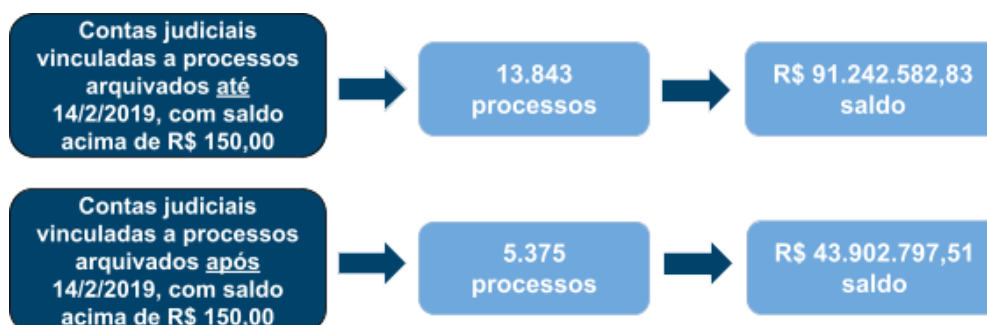 Contas judiciais
vinculadas a processos
arquivados até
14/2/2019, com saldo
acima de R$ 150,00
13.843
processos
R$ 91.242.582,83
saldo
Contas judiciais
vinculadas a processos
arquivados após
14/2/2019, com saldo
acima de R$ 150,00
5.375
processos
R$ 43.902.797,51
saldo